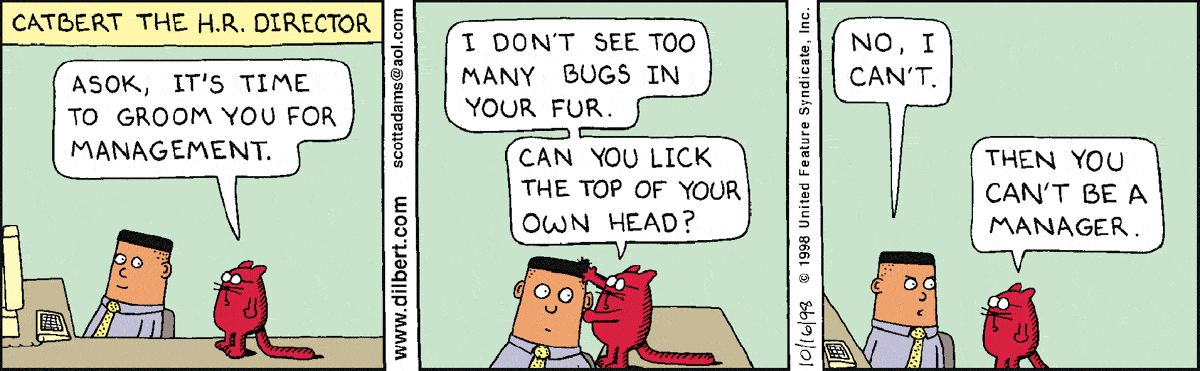 CATBERT THE H.R. DIRECTOR
ASOK, IT'S TIME
TO GROOM YOU FOR
MANAGEMENT.
www.dilbert.com scottadams@aol.com
I DON'T SEE TOO
MANY BUGS IN
YOUR FUR.
CAN YOU LICK
THE TOP OF YOUR
OWN HEAD?
10/16/98 © 1998 United Feature Syndicate, Inc.
NO, I
CAN'T.
THEN YOU
CAN'T BE A
MANAGER.